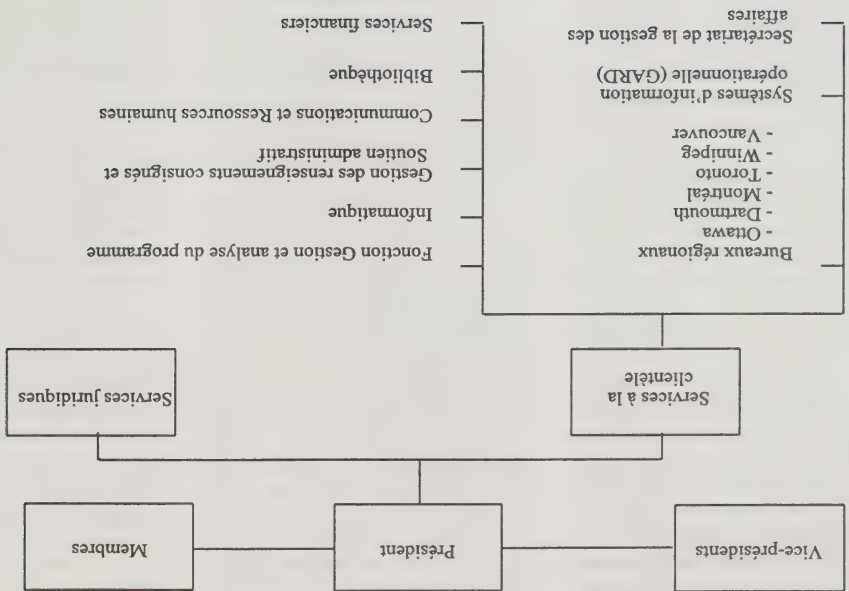 Vice-présidents
Président
Membres
Services à la
clientèle
Services juridiques
Bureaux régionaux
- Ottawa
- Dartmouth
- Montréal
- Toronto
- Winnipeg
- Vancouver
Systèmes d'information
opérationnelle (GARD)
Secrétariat de la gestion des
affaires
Fonction Gestion et analyse du programme
Informatique
Gestion des renseignements consignés et
Soutien administratif
Communications et Ressources humaines
Bibliothèque
Services financiers